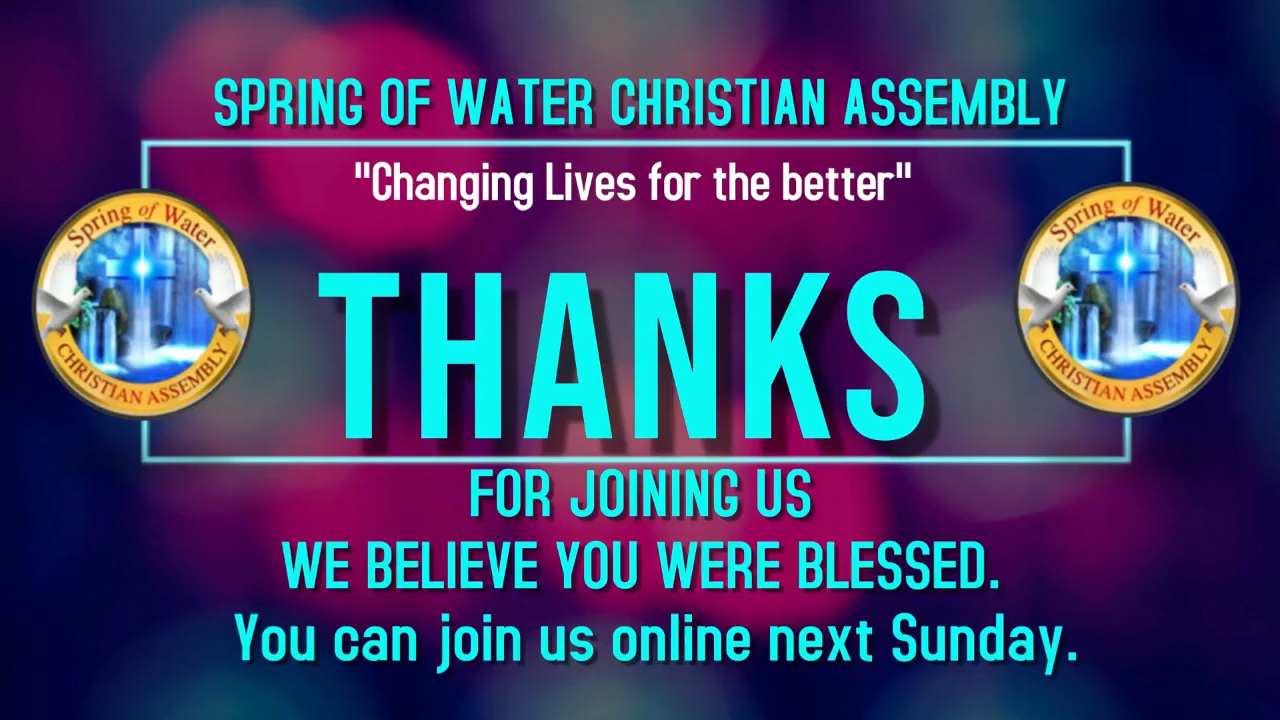 SPRING OF WATER CHRISTIAN ASSEMBLY
"Changing Lives for the better"
Spring of Water
CHRISTIAN ASSEMBLY
Spring of Water
CHRISTIAN ASSEMBLY
THANKS
FOR JOINING US
WE BELIEVE YOU WERE BLESSED.
You can join us online next Sunday.